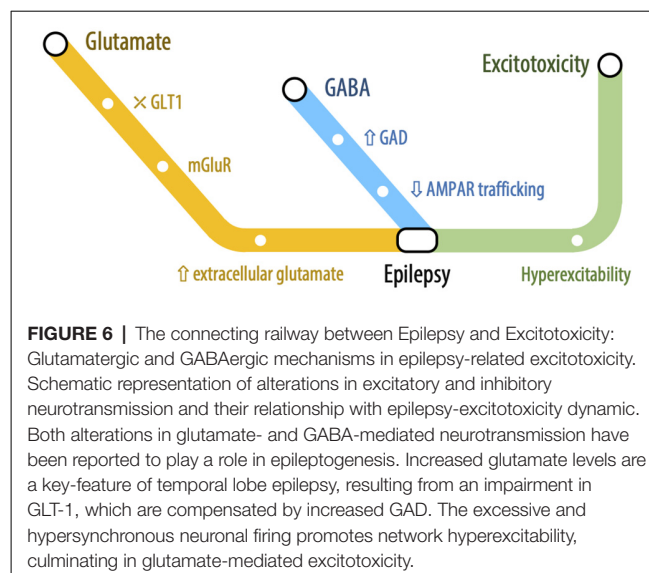 Glutamate
GABA
Excitotoxicity
× GLT1
⇧ GAD
mGluR
⇩ AMPAR trafficking
⇧ extracellular glutamate
Epilepsy
Hyperexcitability
FIGURE 6 | The connecting railway between Epilepsy and Excitotoxicity:
Glutamatergic and GABAergic mechanisms in epilepsy-related excitotoxicity.
Schematic representation of alterations in excitatory and inhibitory
neurotransmission and their relationship with epilepsy-excitotoxicity dynamic.
Both alterations in glutamate- and GABA-mediated neurotransmission have
been reported to play a role in epileptogenesis. Increased glutamate levels are
a key-feature of temporal lobe epilepsy, resulting from an impairment in
GLT-1, which are compensated by increased GAD. The excessive and
hypersynchronous neuronal firing promotes network hyperexcitability,
culminating in glutamate-mediated excitotoxicity.